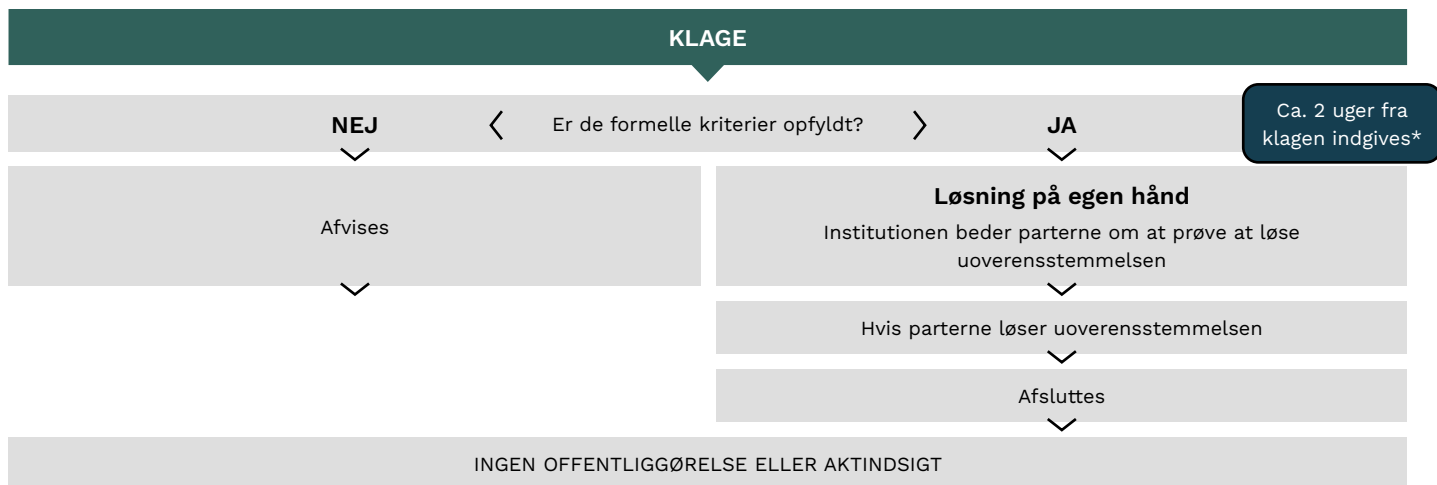 KLAGE
NEJ
Er de formelle kriterier opfyldt?
JA
Ca. 2 uger fra
klagen indgives*
Afvises
Løsning på egen hånd
Institutionen beder parterne om at prøve at løse
uoverensstemmelsen
Hvis parterne løser uoverensstemmelsen
Afsluttes
INGEN OFFENTLIGGØRELSE ELLER AKTINDSIGT